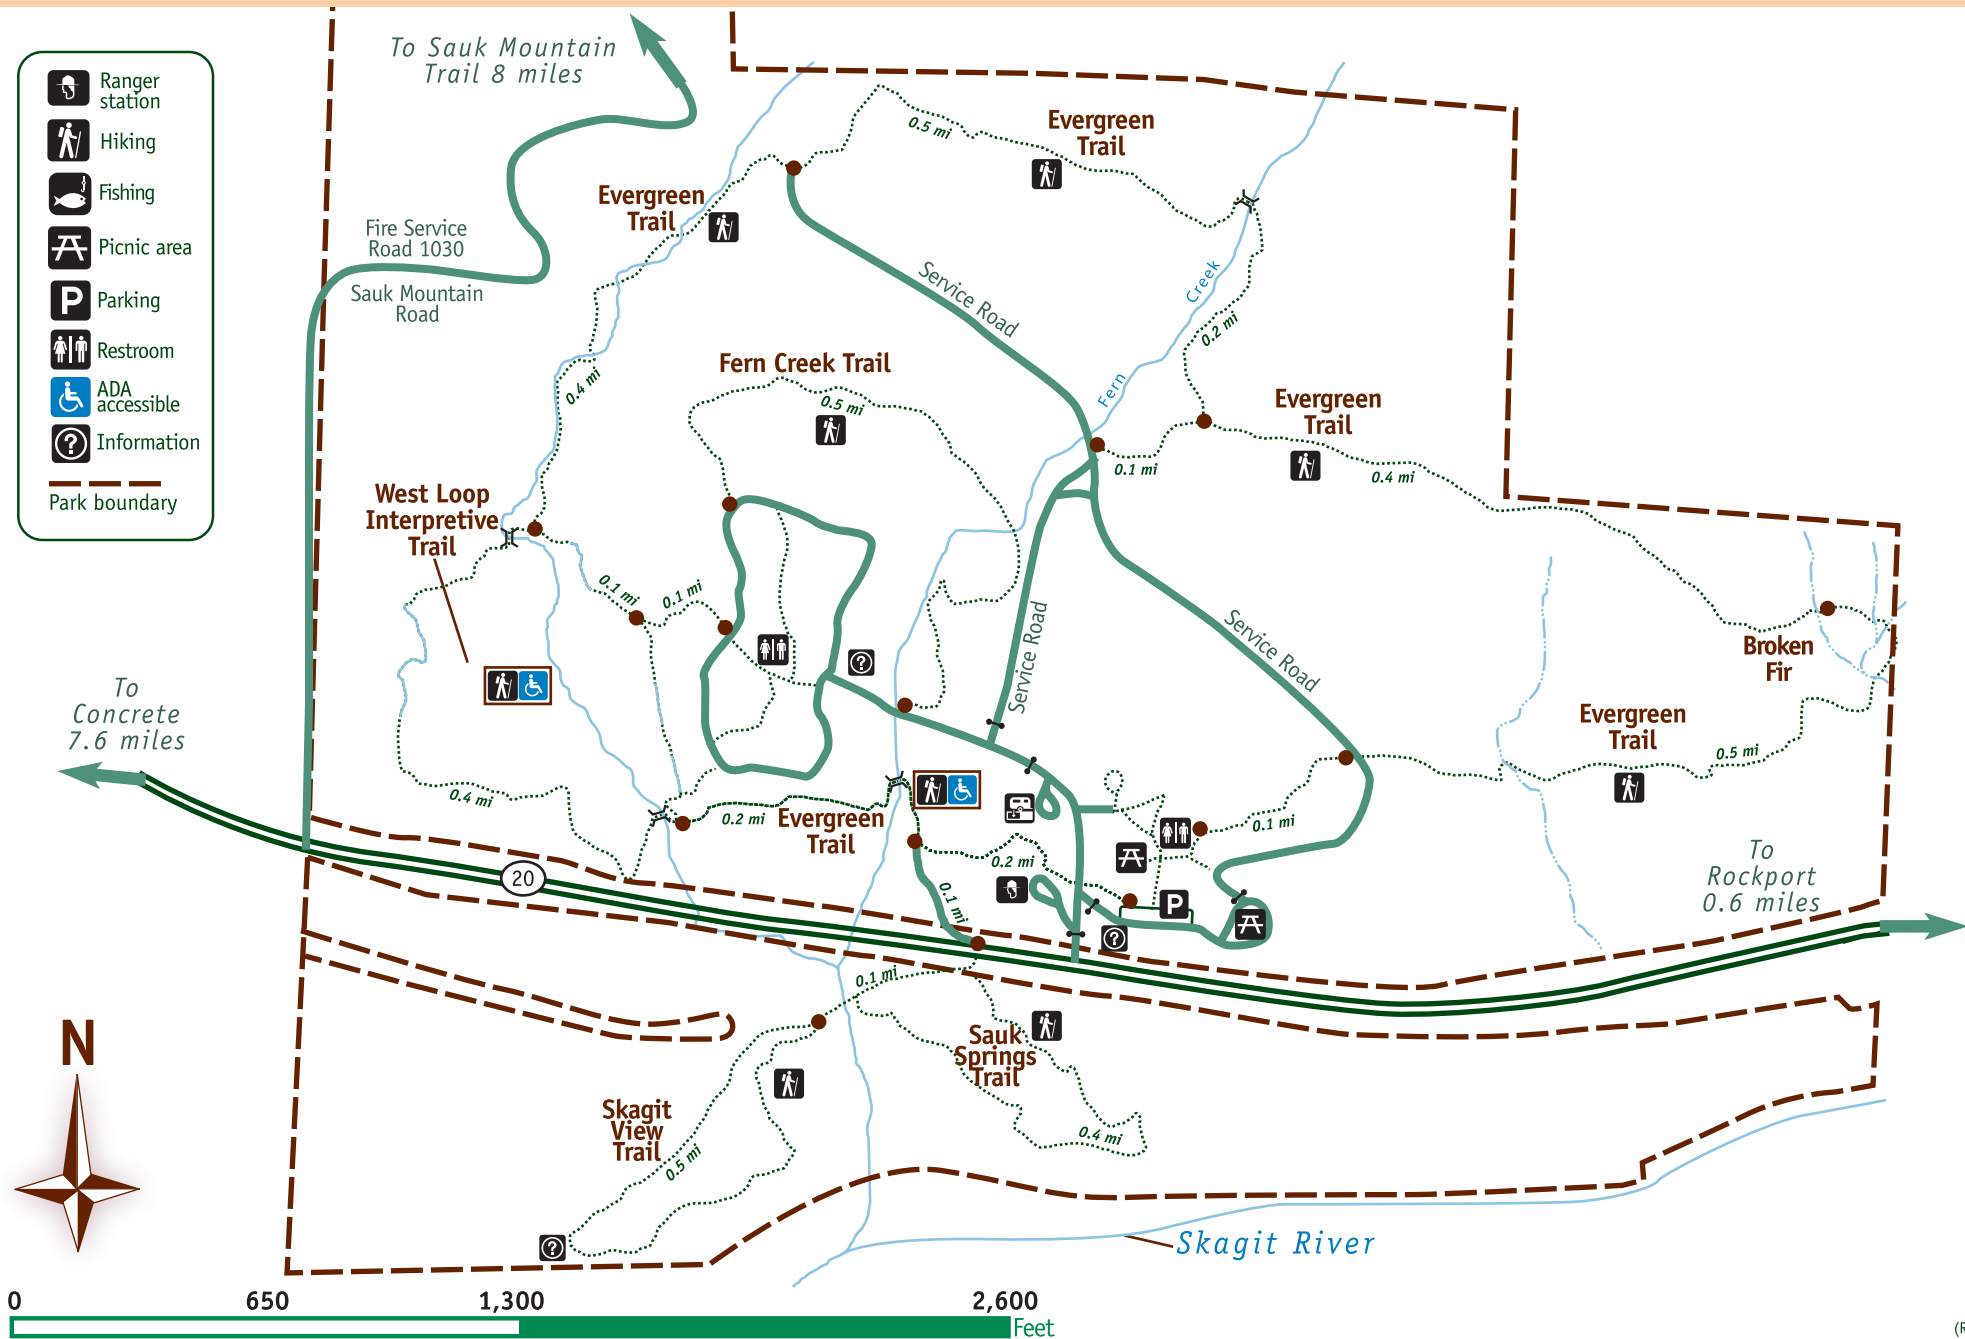 To Sauk Mountain
Trail 8 miles
Ranger
station
Hiking
Fishing
Picnic area
P
Parking
Restroom
ADA
accessible
?
Information
Park boundary
Fire Service
Road 1030
Sauk Mountain
Road
Evergreen
Trail
0.5 mi
Evergreen
Trail
Service Road
Creek
Fern
0.2 mi
0.4 mi
Fern Creek Trail
0.5 mi
Evergreen
Trail
0.1 mi
0.4 mi
West Loop
Interpretive
Trail
0.1 mi
0.1 mi
?
Service Road
Service Road
Broken
Fir
To
Concrete
7.6 miles
Evergreen
Trail
0.5 mi
0.4 mi
0.2 mi
Evergreen
Trail
0.1 mi
0.2 mi
0.1 mi
P
?
20
To
Rockport
0.6 miles
0.1 mi
Sauk
Springs
Trail
0.4 mi
N
Skagit
View
Trail
0.5 mi
?
Skagit River
0
650
1,300
2,600
Feet
(R